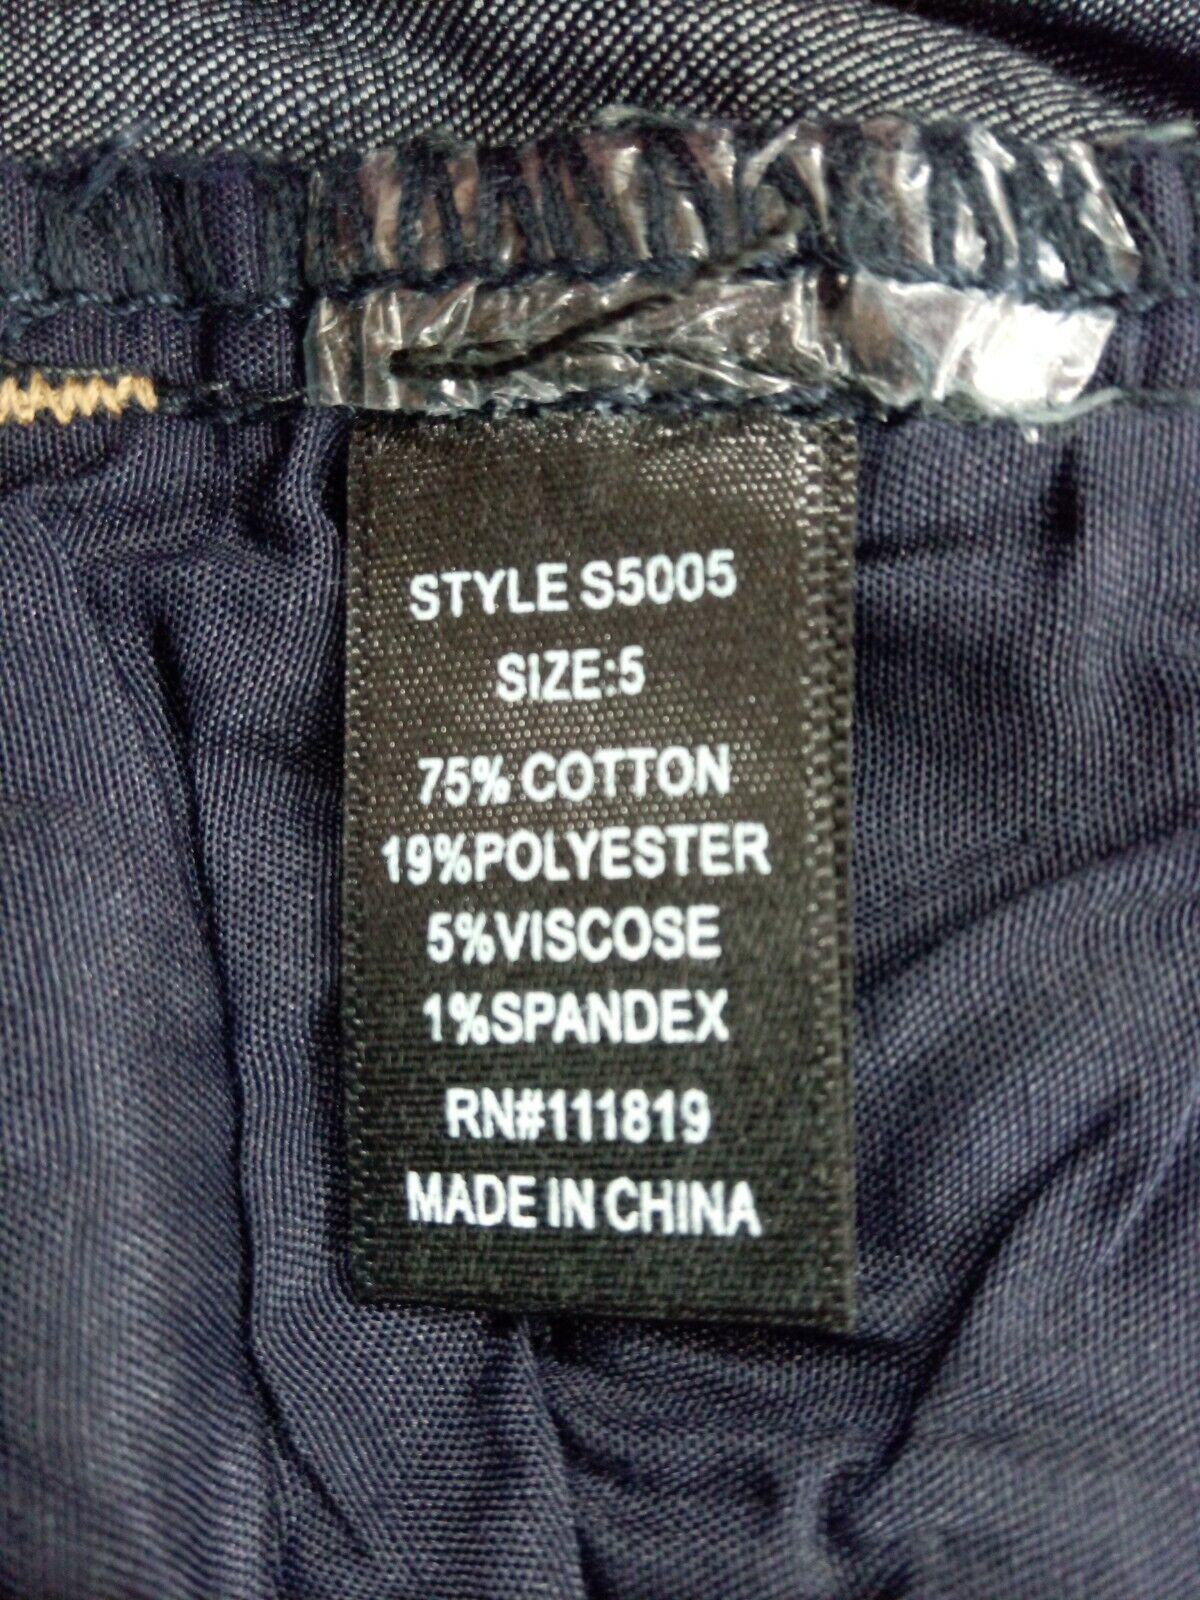 STYLE S5005
SIZE:5
75% COTTON
19%POLYESTER
5%VISCOSE
1%SPANDEX
RN#111819
MADE IN CHINA